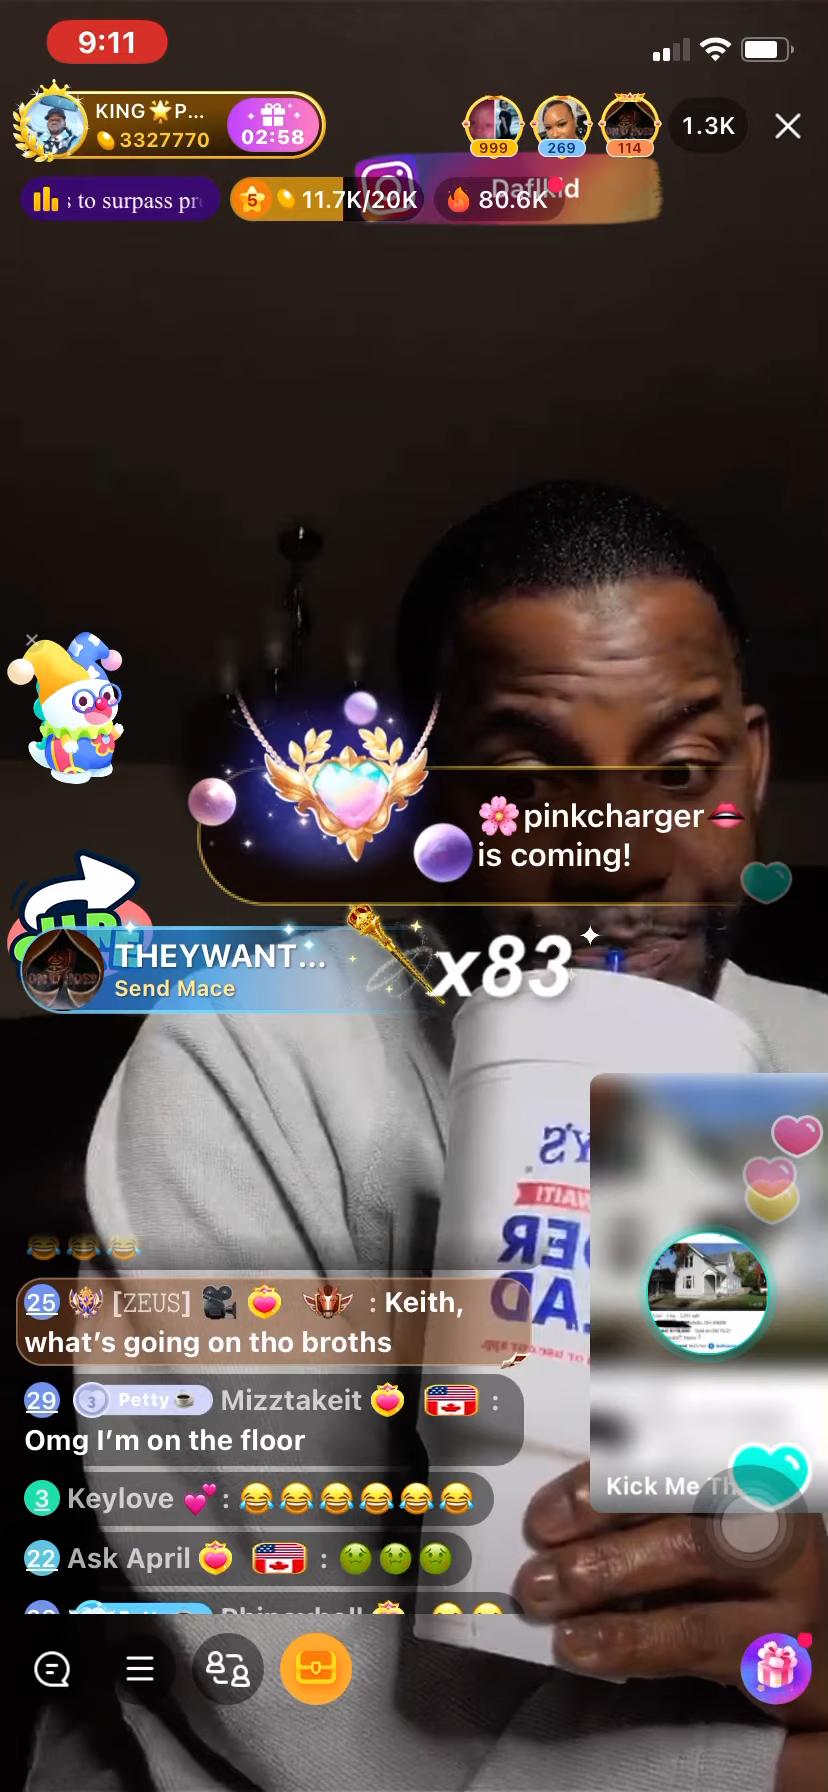 9:11
KING🌟P...
3327770
02:58
999
269
114
1.3K
s to surpass pr
5
11.7K/20K
80.6K
🌸pinkcharger👄
is coming!
THEYWANT...
Send Mace
x83
😂😂😂
25 [ZEUS] 🎥 : Keith,
what's going on tho broths
29 3 Petty☕ Mizztakeit :
Omg I'm on the floor
3 Keylove 💕: 😂😂😂😂😂😂
22 Ask April : 🤢🤢🤢
Kick Me Th